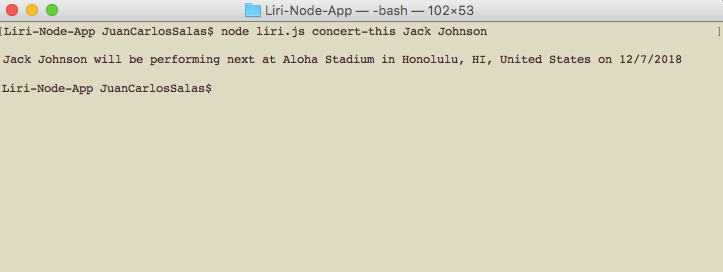 Liri-Node-App — -bash — 102×53
[Liri-Node-App JuanCarlosSalas$ node liri.js concert-this Jack Johnson ]
Jack Johnson will be performing next at Aloha Stadium in Honolulu, HI, United States on 12/7/2018
Liri-Node-App JuanCarlosSalas$